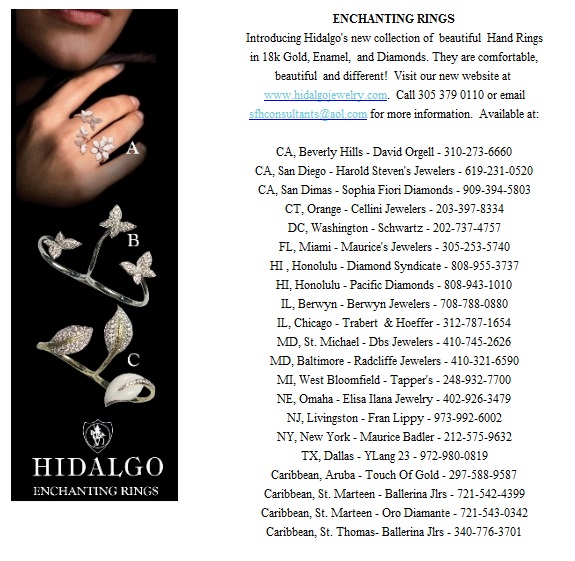 A
B
C
HIDALGO
ENCHANTING RINGS
ENCHANTING RINGS
Introducing Hidalgo's new collection of beautiful Hand Rings
in 18k Gold, Enamel, and Diamonds. They are comfortable,
beautiful and different! Visit our new website at
www.hidalgojewelry.com. Call 305 379 0110 or email
sfhconsultants@aol.com for more information. Available at:
CA, Beverly Hills - David Orgell - 310-273-6660
CA, San Diego - Harold Steven's Jewelers - 619-231-0520
CA, San Dimas - Sophia Fiori Diamonds - 909-394-5803
CT, Orange - Cellini Jewelers - 203-397-8334
DC, Washington - Schwartz - 202-737-4757
FL, Miami - Maurice's Jewelers - 305-253-5740
HI , Honolulu - Diamond Syndicate - 808-955-3737
HI, Honolulu - Pacific Diamonds - 808-943-1010
IL, Berwyn - Berwyn Jewelers - 708-788-0880
IL, Chicago - Trabert & Hoeffer - 312-787-1654
MD, St. Michael - Dbs Jewelers - 410-745-2626
MD, Baltimore - Radcliffe Jewelers - 410-321-6590
MI, West Bloomfield - Tapper's - 248-932-7700
NE, Omaha - Elisa Ilana Jewelry - 402-926-3479
NJ, Livingston - Fran Lippy - 973-992-6002
NY, New York - Maurice Badler - 212-575-9632
TX, Dallas - YLang 23 - 972-980-0819
Caribbean, Aruba - Touch Of Gold - 297-588-9587
Caribbean, St. Marteen - Ballerina Jlrs - 721-542-4399
Caribbean, St. Marteen - Oro Diamante - 721-543-0342
Caribbean, St. Thomas- Ballerina Jlrs - 340-776-3701